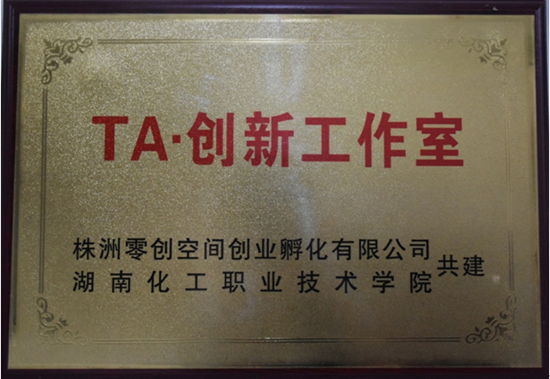 TA·创新工作室
株洲零创空间创业孵化有限公司
湖南化工职业技术学院
共建